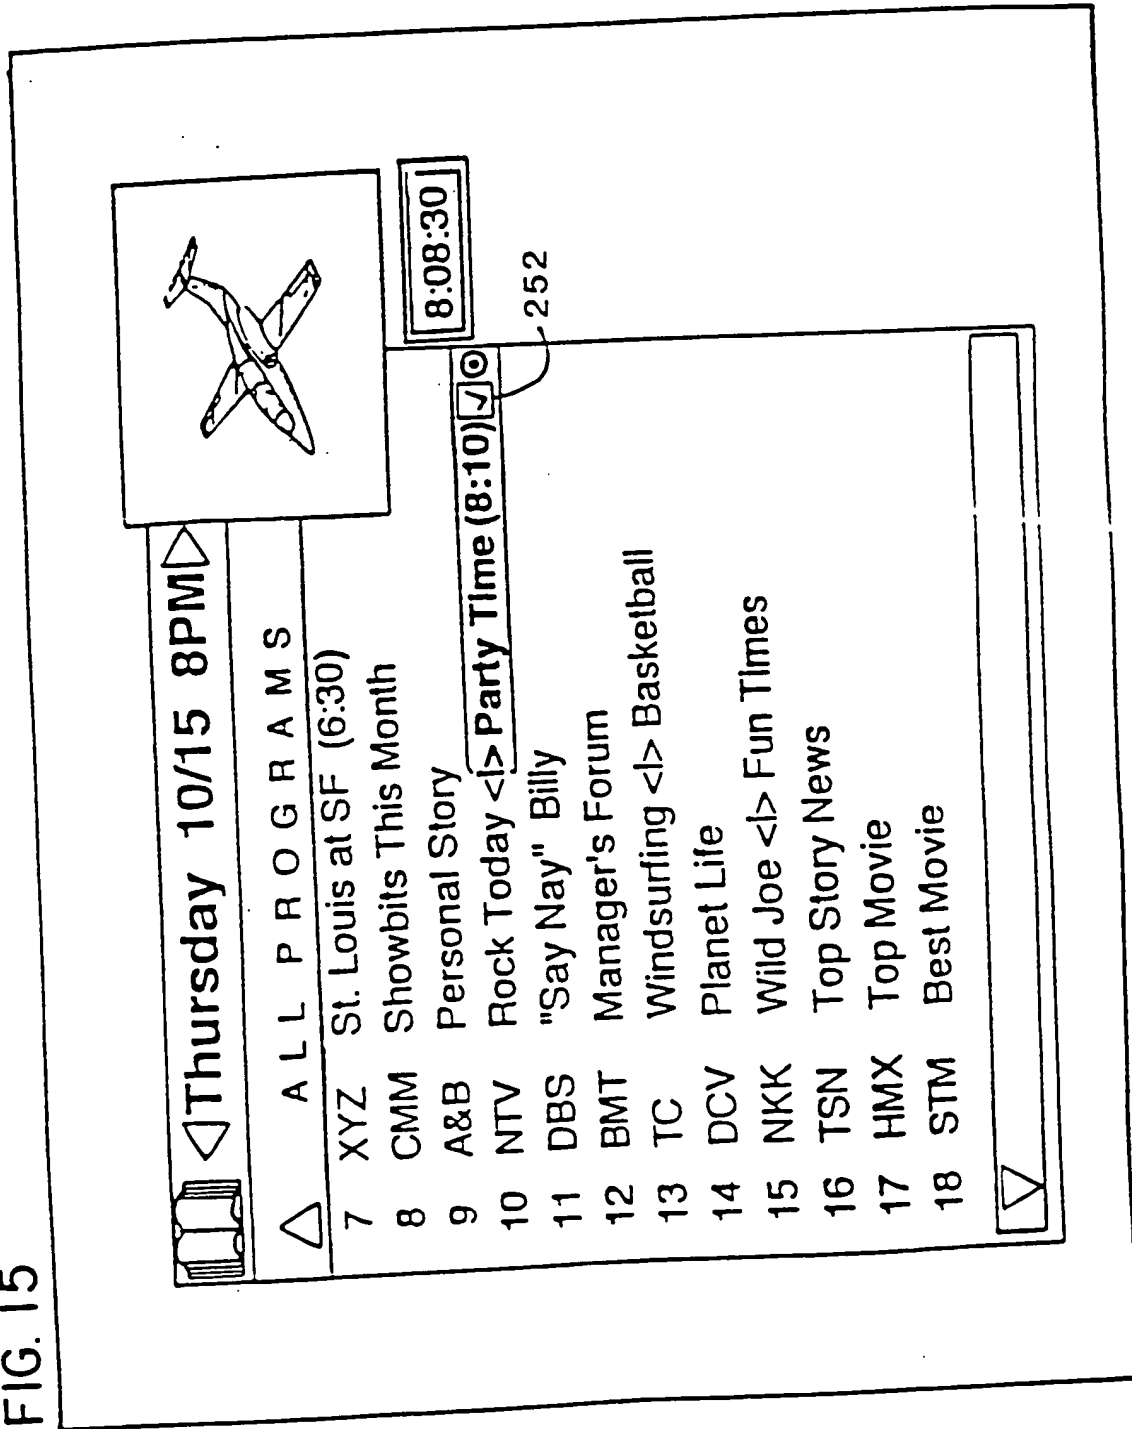 FIG. 15
Thursday 10/15 8PM
ALL PROGRAMS
8:08:30
7 XYZ St. Louis at SF (6:30)
8 CMM Showbits This Month
9 A&B Personal Story
10 NTV Rock Today <I> Party Time (8:10)
252
11 DBS "Say Nay" Billy
12 BMT Manager's Forum
13 TC Windsurfing <I> Basketball
14 DCV Planet Life
15 NKK Wild Joe <I> Fun Times
16 TSN Top Story News
17 HMX Top Movie
18 STM Best Movie